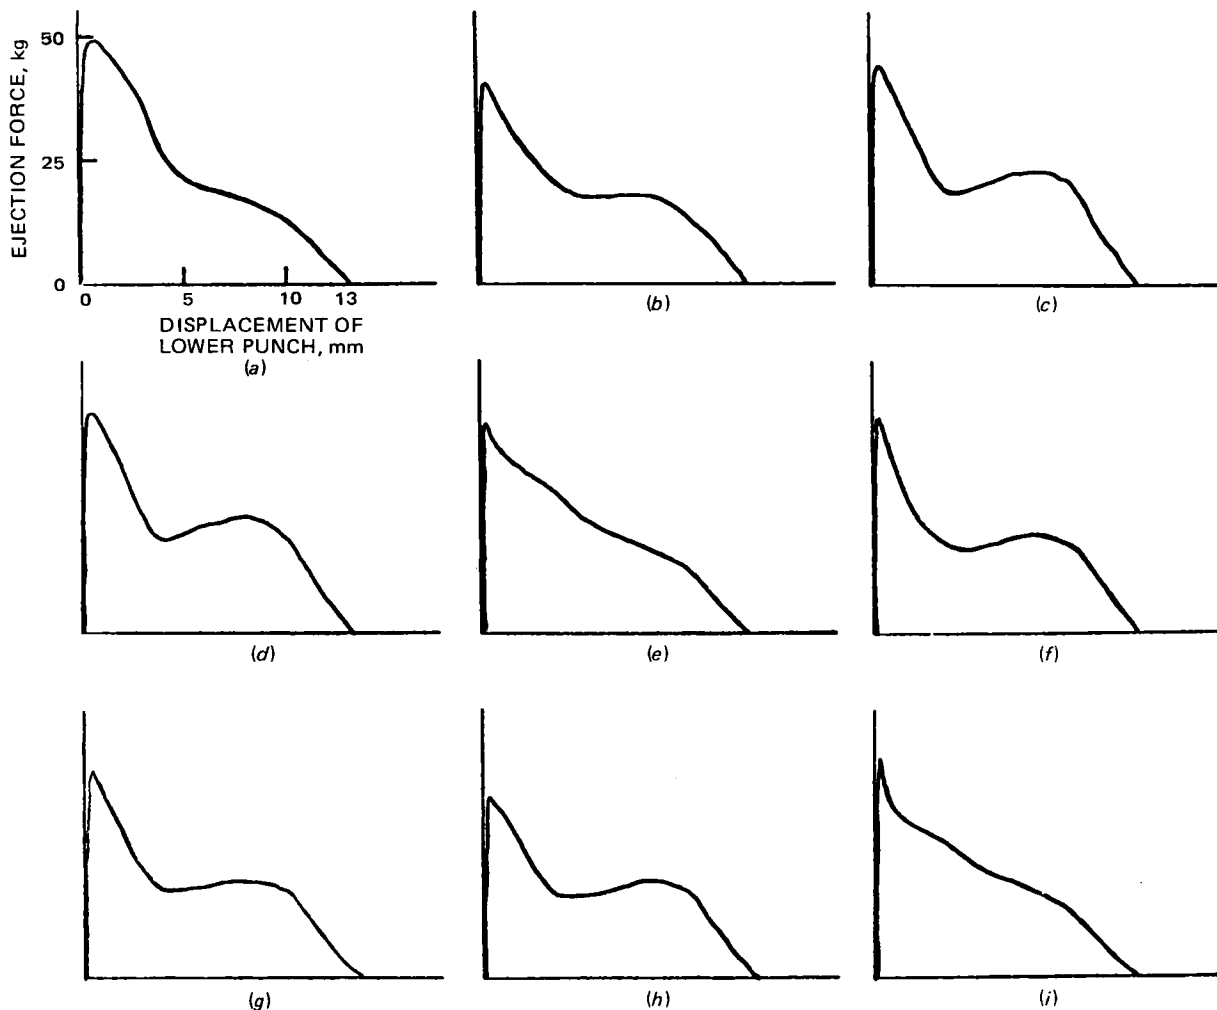 EJECTION FORCE, kg
50
25
0
0 5 10 13
DISPLACEMENT OF
LOWER PUNCH, mm
(a)
(b)
(c)
(d)
(e)
(f)
(g)
(h)
(i)